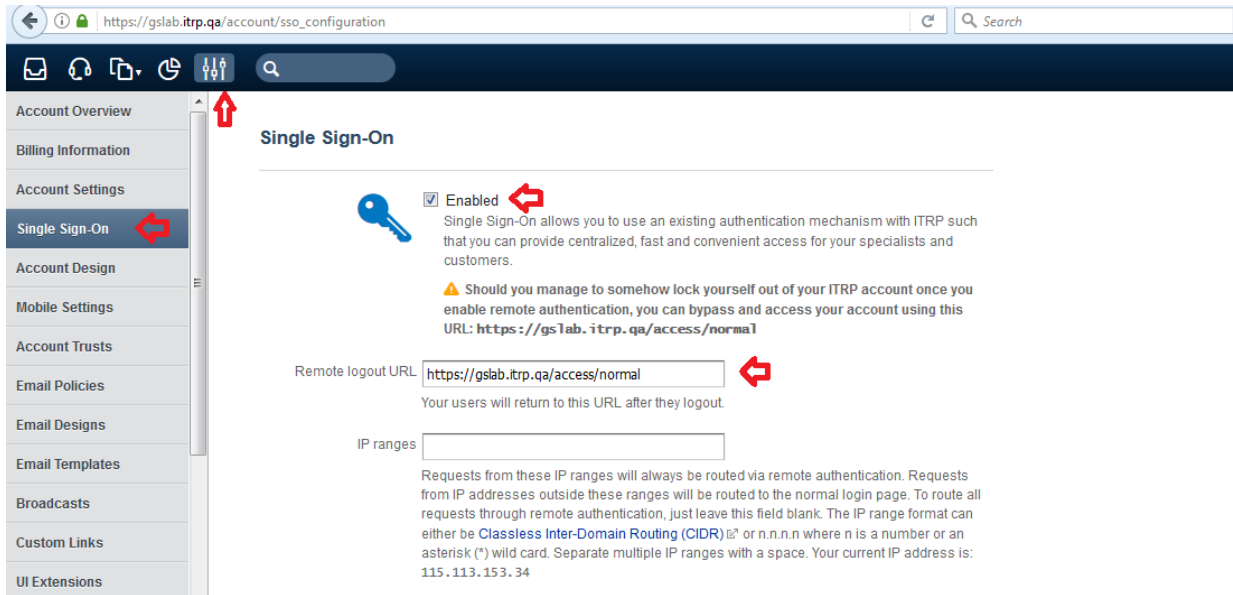 https://gslab.itrp.qa/account/sso_configuration
Search
Account Overview
Billing Information
Account Settings
Single Sign-On
Account Design
Mobile Settings
Account Trusts
Email Policies
Email Designs
Email Templates
Broadcasts
Custom Links
UI Extensions
Single Sign-On
Enabled
Single Sign-On allows you to use an existing authentication mechanism with ITRP such
that you can provide centralized, fast and convenient access for your specialists and
customers.
Should you manage to somehow lock yourself out of your ITRP account once you
enable remote authentication, you can bypass and access your account using this
URL: https://gslab.itrp.qa/access/normal
Remote logout URL https://gslab.itrp.qa/access/normal
Your users will return to this URL after they logout.
IP ranges
Requests from these IP ranges will always be routed via remote authentication. Requests
from IP addresses outside these ranges will be routed to the normal login page. To route all
requests through remote authentication, just leave this field blank. The IP range format can
either be Classless Inter-Domain Routing (CIDR) or n.n.n.n where n is a number or an
asterisk (*) wild card. Separate multiple IP ranges with a space. Your current IP address is:
115.113.153.34